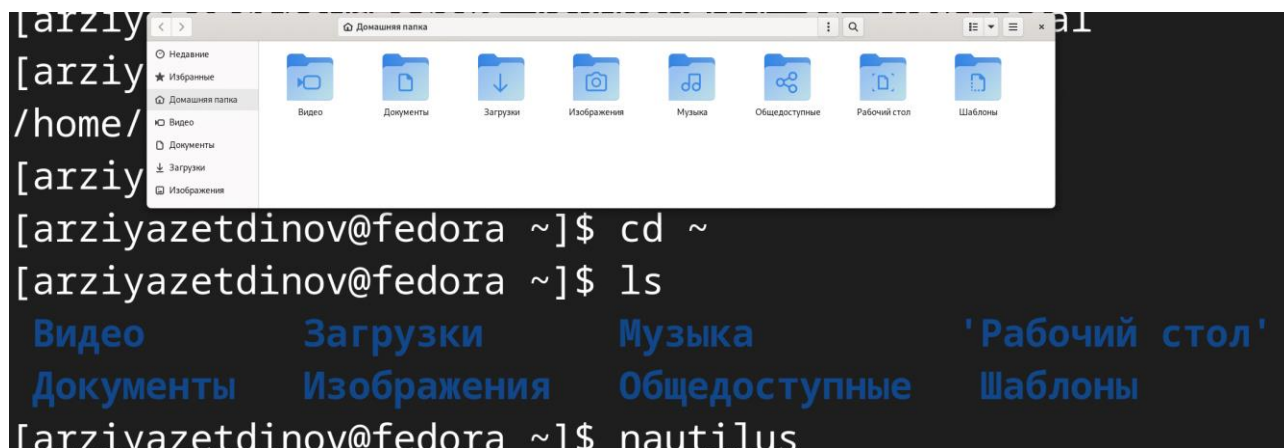 [arziy
Домашняя папка
Недавние
Избранные
Домашняя папка
Видео
Документы
Загрузки
Изображения
Видео Документы Загрузки Изображения Музыка Общедоступные Рабочий стол Шаблоны
[arziy
/home/
[arziy
[arziyazetdinov@fedora ~]$ cd ~
[arziyazetdinov@fedora ~]$ ls
Видео Загрузки Музыка 'Рабочий стол'
Документы Изображения Общедоступные Шаблоны
[arziyazetdinov@fedora ~]$ nautilus